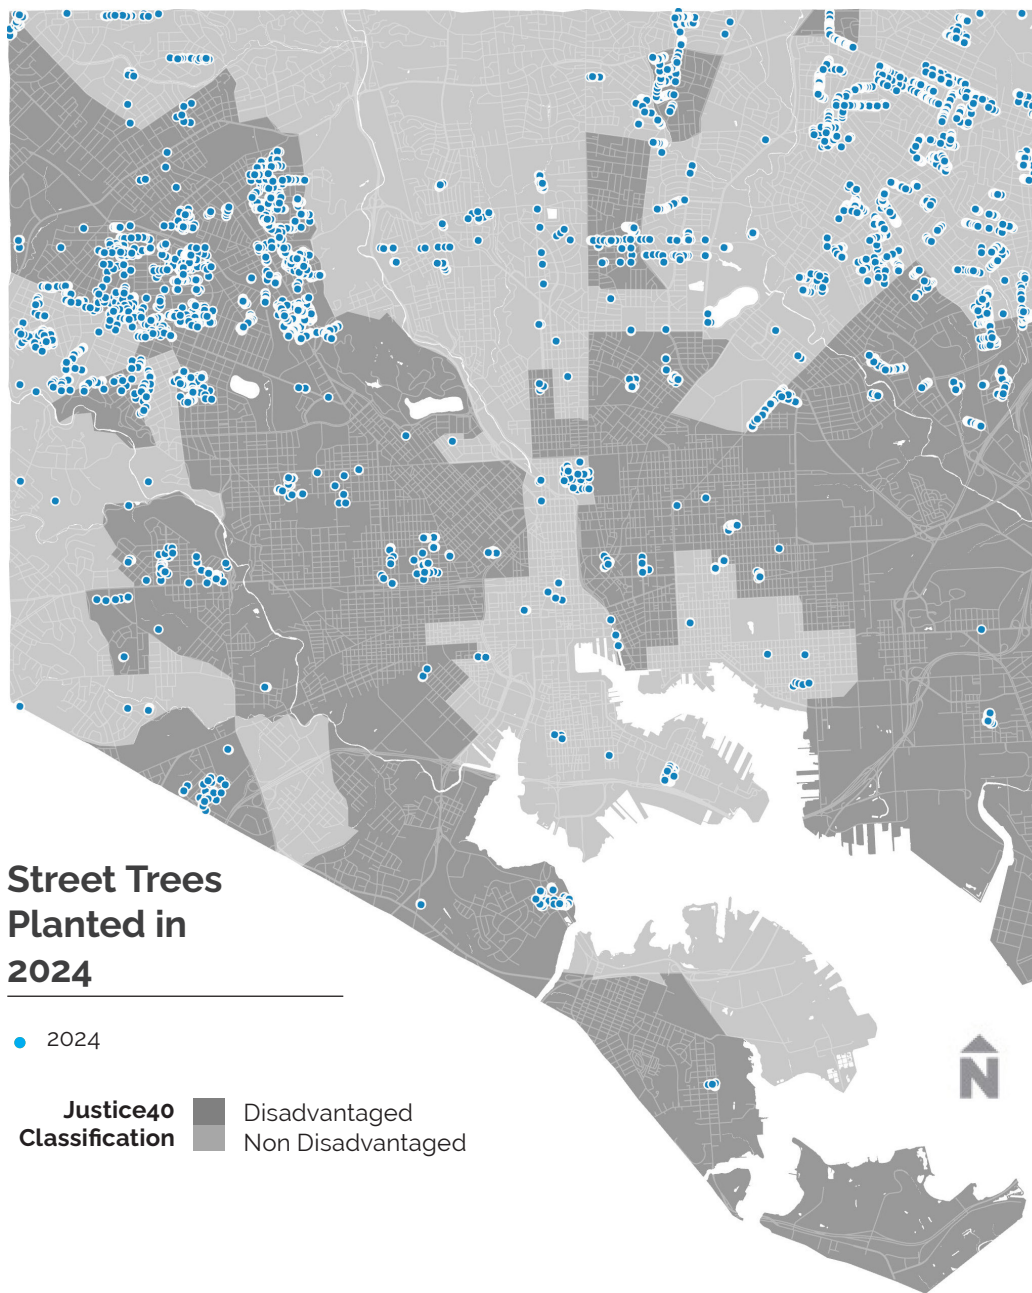 Street Trees
Planted in
2024
2024
Justice40
Classification
Disadvantaged
Non Disadvantaged
N